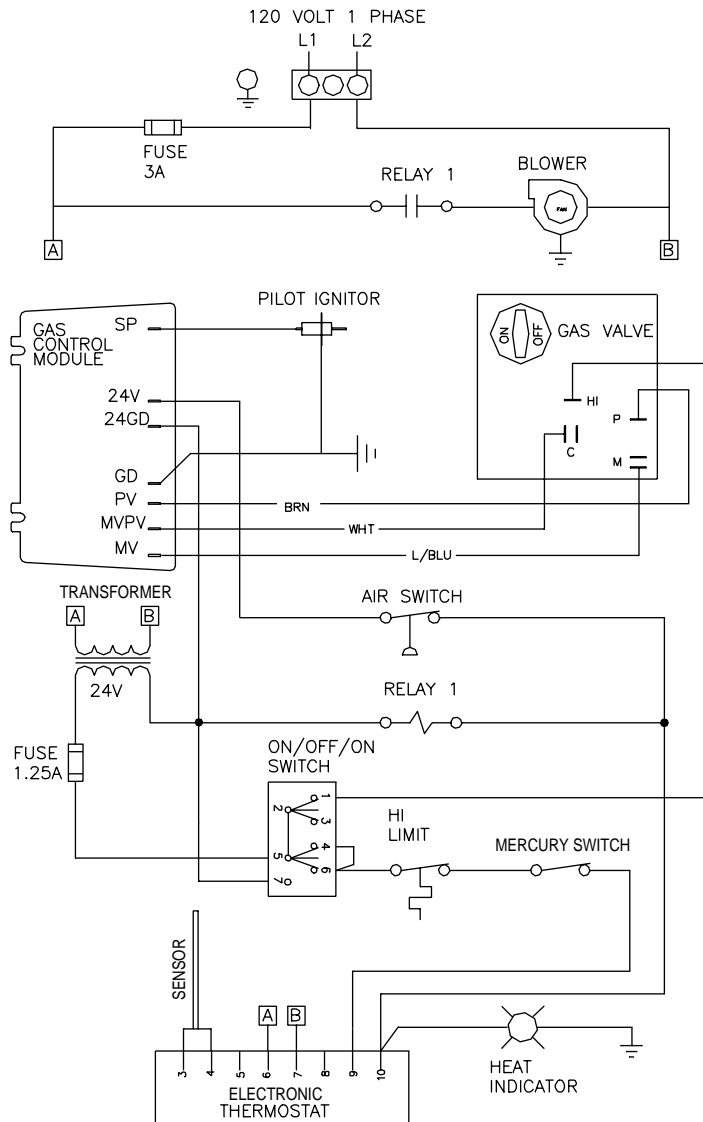 120 VOLT 1 PHASE
L1 L2
FUSE
3A
RELAY 1
BLOWER
FAN
A
B
PILOT IGNITOR
GAS
CONTROL
MODULE
SP
24V
24GD
GD
PV
MVPV
MV
ON OFF
GAS VALVE
HI
P
C
M
BRN
WHT
L/BLU
TRANSFORMER
A B
24V
AIR SWITCH
RELAY 1
FUSE
1.25A
ON/OFF/ON
SWITCH
1
2
3
4
5
6
7
HI
LIMIT
MERCURY SWITCH
SENSOR
A B
3 4 5 6 7 8 9 10
ELECTRONIC
THERMOSTAT
HEAT
INDICATOR